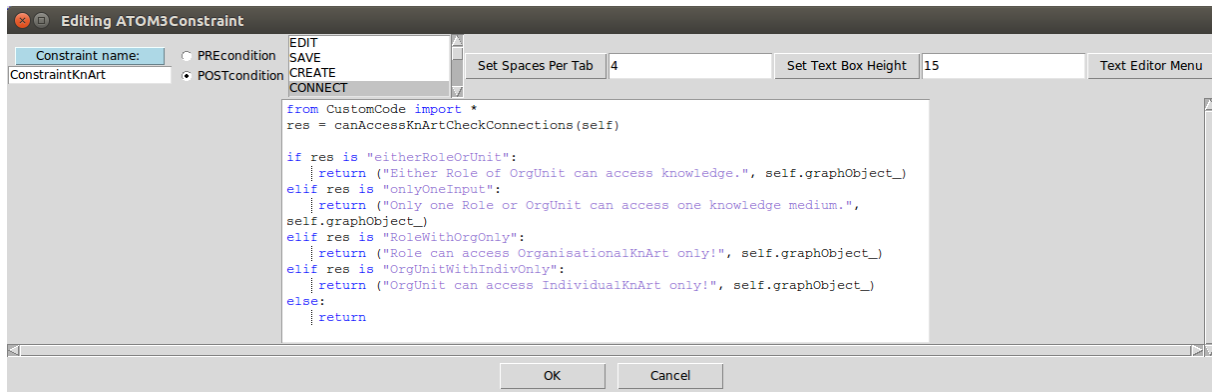 Editing ATOM3Constraint
Constraint name:
ConstraintKnArt
PREcondition
POSTcondition
EDIT
SAVE
CREATE
CONNECT
Set Spaces Per Tab 4
Set Text Box Height 15
Text Editor Menu
from CustomCode import *
res = canAccessKnArtCheckConnections(self)
if res is "eitherRoleOrUnit":
return ("Either Role of OrgUnit can access knowledge.", self.graphObject_)
elif res is "onlyOneInput":
return ("Only one Role or OrgUnit can access one knowledge medium.",
self.graphObject_)
elif res is "RoleWithOrgOnly":
return ("Role can access OrganisationalKnArt only!", self.graphObject_)
elif res is "OrgUnitWithIndivOnly":
return ("OrgUnit can access IndividualKnArt only!", self.graphObject_)
else:
return
OK
Cancel